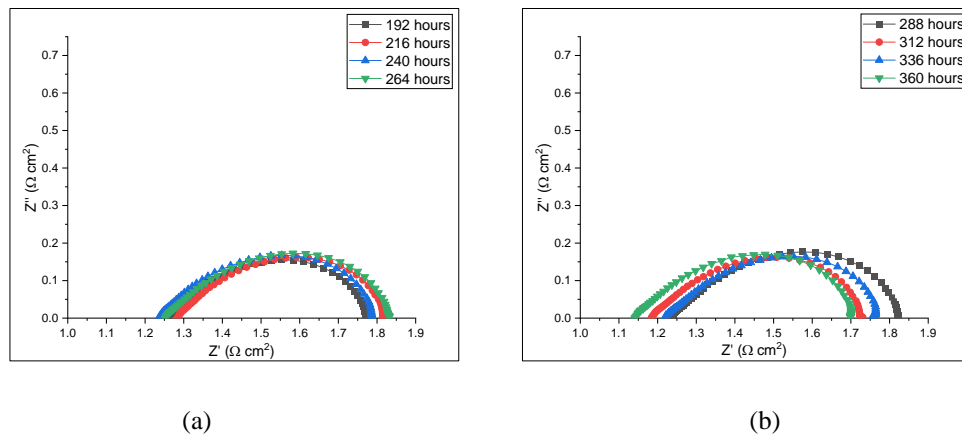 192 hours
216 hours
240 hours
264 hours
0.7
0.6
0.5
0.4
0.3
0.2
0.1
0.0
Z'' (Ω cm²)
1.0 1.1 1.2 1.3 1.4 1.5 1.6 1.7 1.8 1.9
Z' (Ω cm²)
(a)
288 hours
312 hours
336 hours
360 hours
0.7
0.6
0.5
0.4
0.3
0.2
0.1
0.0
Z'' (Ω cm²)
1.0 1.1 1.2 1.3 1.4 1.5 1.6 1.7 1.8 1.9
Z' (Ω cm²)
(b)